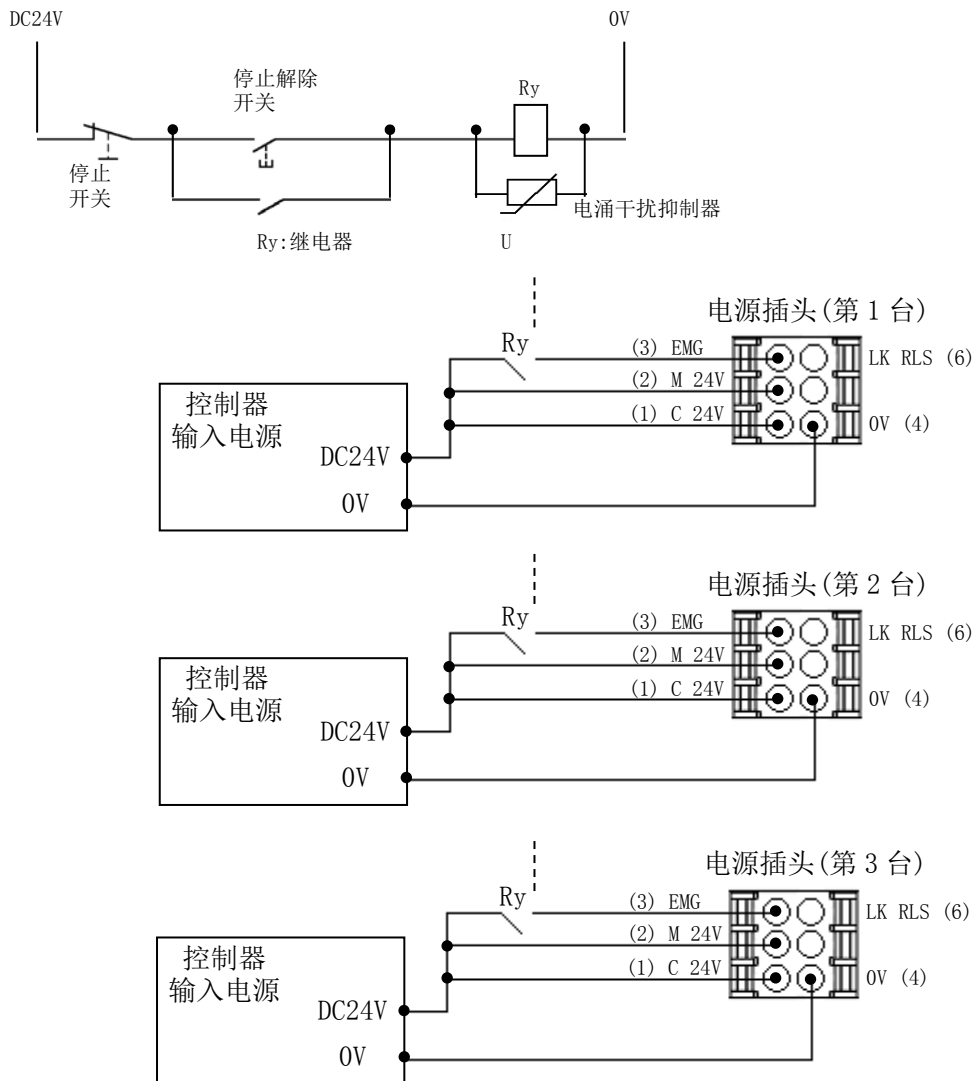 DC24V
0V
停止解除
开关
Ry
停止
开关
电涌干扰抑制器
Ry:继电器
U
电源插头(第 1 台)
Ry
(3) EMG
LK RLS (6)
(2) M 24V
控制器
输入电源
(1) C 24V
0V (4)
DC24V
0V
电源插头(第 2 台)
Ry
(3) EMG
LK RLS (6)
(2) M 24V
控制器
输入电源
(1) C 24V
0V (4)
DC24V
0V
电源插头(第 3 台)
Ry
(3) EMG
LK RLS (6)
(2) M 24V
控制器
输入电源
(1) C 24V
0V (4)
DC24V
0V